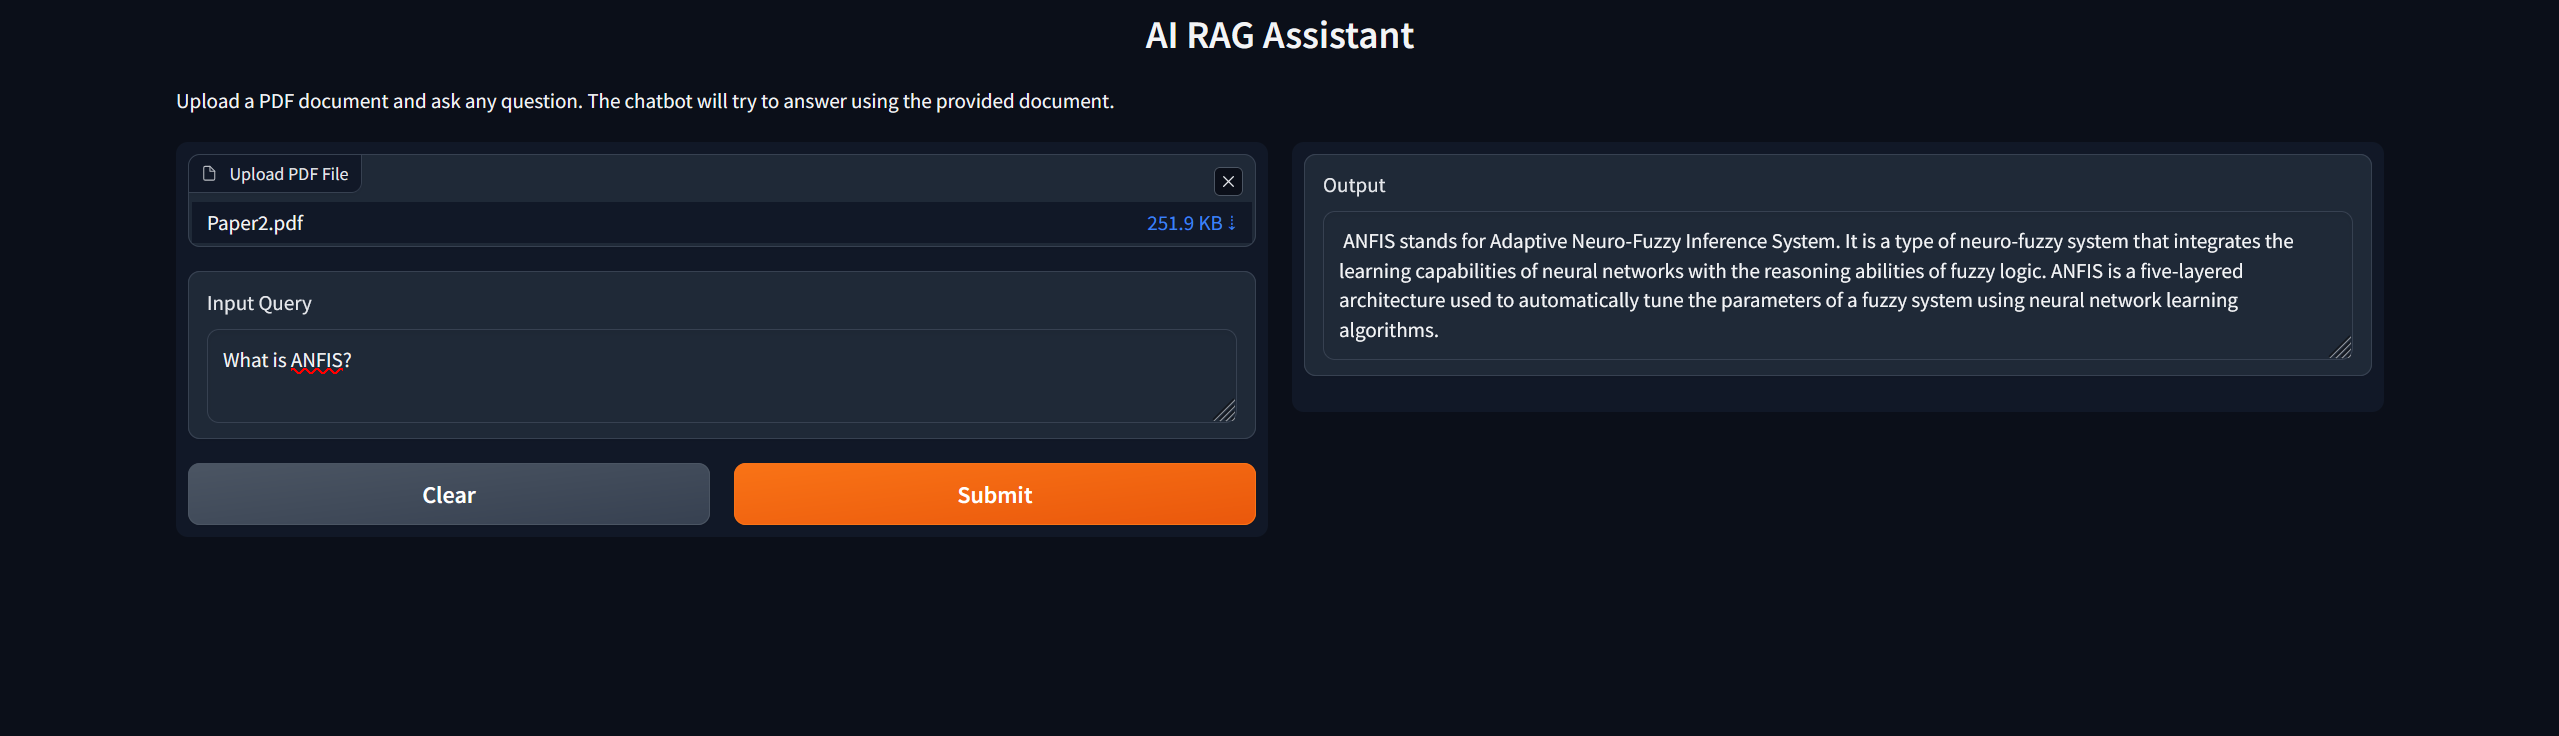 AI RAG Assistant
Upload a PDF document and ask any question. The chatbot will try to answer using the provided document.
Upload PDF File
Paper2.pdf
251.9 KB ⇣
Input Query
What is ANFIS?
Clear
Submit
Output
ANFIS stands for Adaptive Neuro-Fuzzy Inference System. It is a type of neuro-fuzzy system that integrates the
learning capabilities of neural networks with the reasoning abilities of fuzzy logic. ANFIS is a five-layered
architecture used to automatically tune the parameters of a fuzzy system using neural network learning
algorithms.